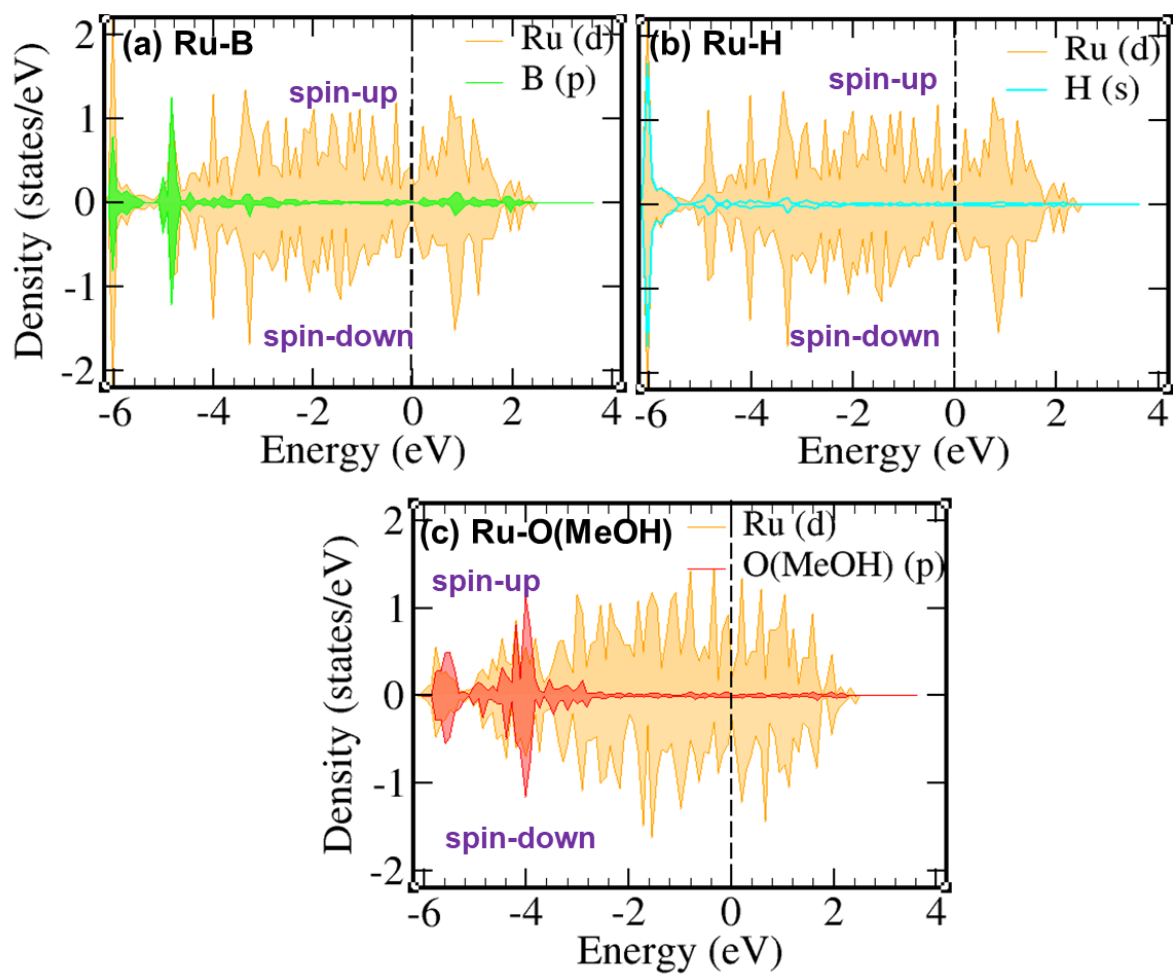 (a) Ru-B
Ru (d)
B (p)
spin-up
spin-down
2
1
0
-1
-2
Density (states/eV)
-6 -4 -2 0 2 4
Energy (eV)
(b) Ru-H
Ru (d)
H (s)
spin-up
spin-down
-6 -4 -2 0 2 4
Energy (eV)
(c) Ru-O(MeOH)
Ru (d)
O(MeOH) (p)
spin-up
spin-down
2
1
0
-1
-2
Density (states/eV)
-6 -4 -2 0 2 4
Energy (eV)